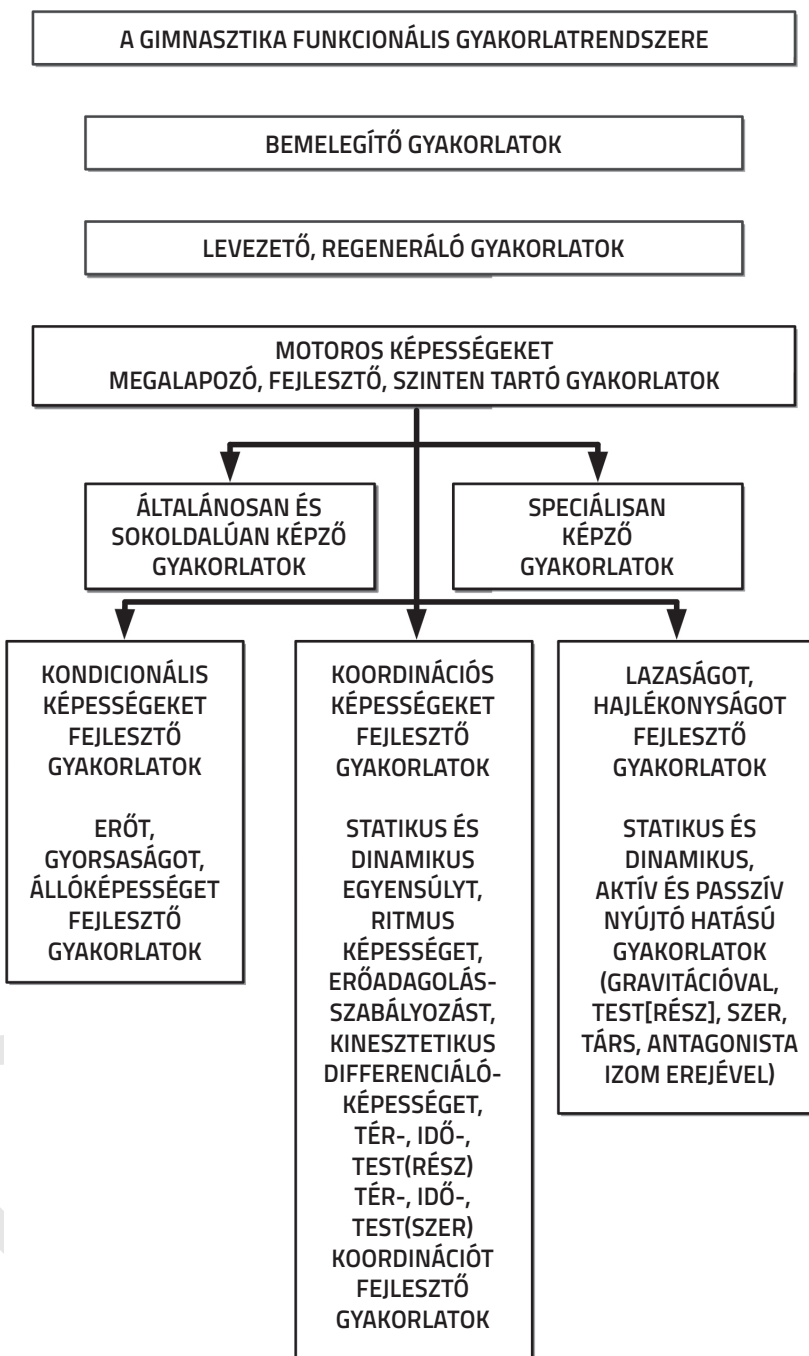 A GIMNASZTIKA FUNKCIONÁLIS GYAKORLATRENDSZERE
BEMELEGÍTŐ GYAKORLATOK
LEVEZETŐ, REGENERÁLÓ GYAKORLATOK
MOTOROS KÉPESSÉGEKET
MEGALAPOZÓ, FEJLESZTŐ, SZINTEN TARTÓ GYAKORLATOK
ÁLTALÁNOSAN ÉS
SOKOLDALÚAN KÉPZŐ
GYAKORLATOK
SPECIÁLISAN
KÉPZŐ
GYAKORLATOK
KONDICIONÁLIS
KÉPESSÉGEKET
FEJLESZTŐ
GYAKORLATOK
ERŐT,
GYORSASÁGOT,
ÁLLÓKÉPESSÉGET
FEJLESZTŐ
GYAKORLATOK
KOORDINÁCIÓS
KÉPESSÉGEKET
FEJLESZTŐ
GYAKORLATOK
STATIKUS ÉS
DINAMIKUS
EGYENSÚLYT,
RITMUS
KÉPESSÉGET,
ERŐADAGOLÁS-
SZABÁLYOZÁST,
KINESZTETIKUS
DIFFERENCIÁLÓ-
KÉPESSÉGET,
TÉR-, IDŐ-,
TEST(RÉSZ)
TÉR-, IDŐ-,
TEST(SZER)
KOORDINÁCIÓT
FEJLESZTŐ
GYAKORLATOK
LAZASÁGOT,
HAJLÉKONYSÁGOT
FEJLESZTŐ
GYAKORLATOK
STATIKUS ÉS
DINAMIKUS,
AKTÍV ÉS PASSZÍV
NYÚJTÓ HATÁSÚ
GYAKORLATOK
(GRAVITÁCIÓVAL,
TEST[RÉSZ], SZER,
TÁRS, ANTAGONISTA
IZOM EREJÉVEL)